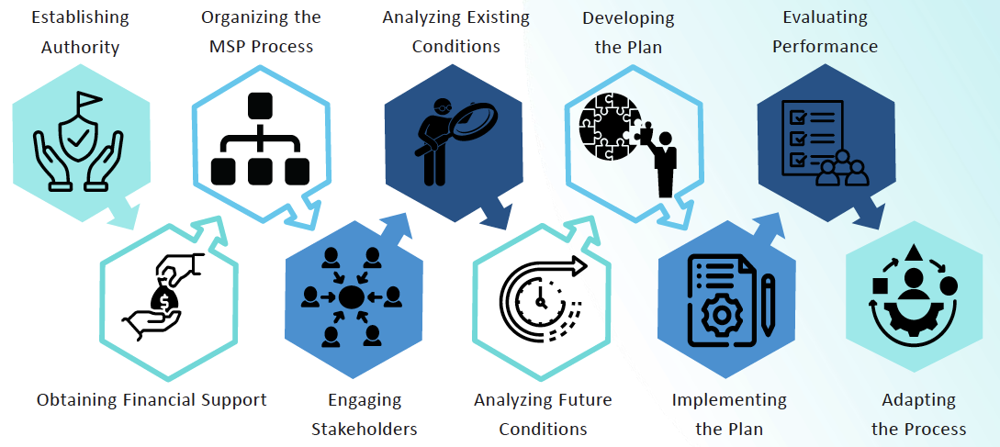 Establishing
Authority
Organizing the
MSP Process
Analyzing Existing
Conditions
Developing
the Plan
Evaluating
Performance
$
Obtaining Financial Support
Engaging
Stakeholders
Analyzing Future
Conditions
Implementing
the Plan
Adapting
the Process